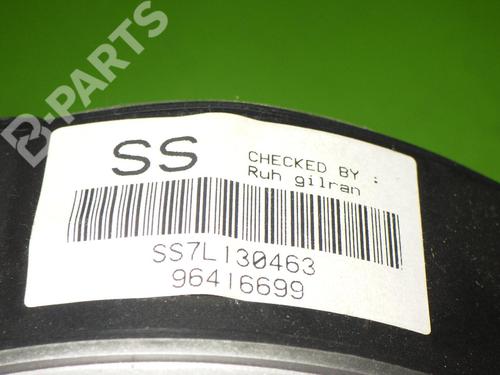 B-PARTS
SS
CHECKED BY :
Ruh gilran
SS7L130463
96416699